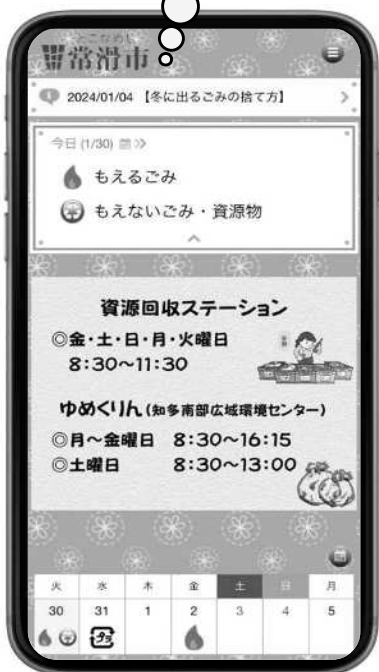 とこなめし
常滑市
2024/01/04 【冬に出るごみの捨て方】
今日 (1/30)
もえるごみ
もえないごみ・資源物
資源回収ステーション
◎金・土・日・月・火曜日
8:30~11:30
ゆめくりん (知多南部広域環境センター)
◎月~金曜日 8:30~16:15
◎土曜日 8:30~13:00
火 水 木 金 土 日 月
30 31 1 2 3 4 5
プラ